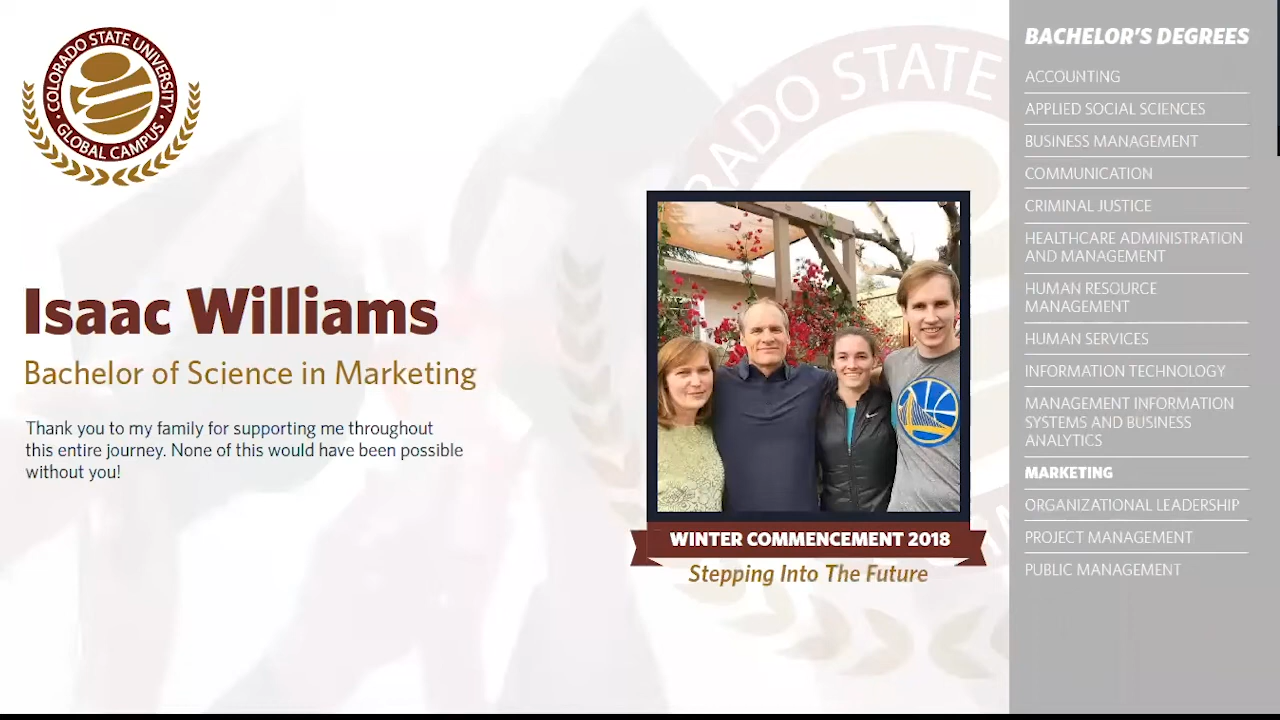 COLORADO STATE UNIVERSITY
GLOBAL CAMPUS
Isaac Williams
Bachelor of Science in Marketing
Thank you to my family for supporting me throughout
this entire journey. None of this would have been possible
without you!
WINTER COMMENCEMENT 2018
Stepping Into The Future
BACHELOR'S DEGREES
ACCOUNTING
APPLIED SOCIAL SCIENCES
BUSINESS MANAGEMENT
COMMUNICATION
CRIMINAL JUSTICE
HEALTHCARE ADMINISTRATION
AND MANAGEMENT
HUMAN RESOURCE
MANAGEMENT
HUMAN SERVICES
INFORMATION TECHNOLOGY
MANAGEMENT INFORMATION
SYSTEMS AND BUSINESS
ANALYTICS
MARKETING
ORGANIZATIONAL LEADERSHIP
PROJECT MANAGEMENT
PUBLIC MANAGEMENT